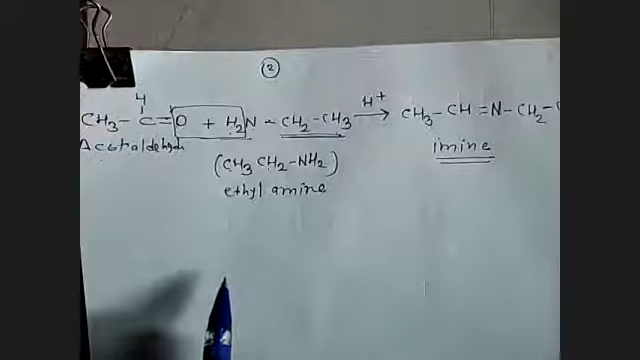 2
H
CH3 - C = O + H2N - CH2 - CH3 H+ → CH3 - CH = N - CH2 -
Acetaldehyde
imine
(CH3 CH2 - NH2)
ethyl amine